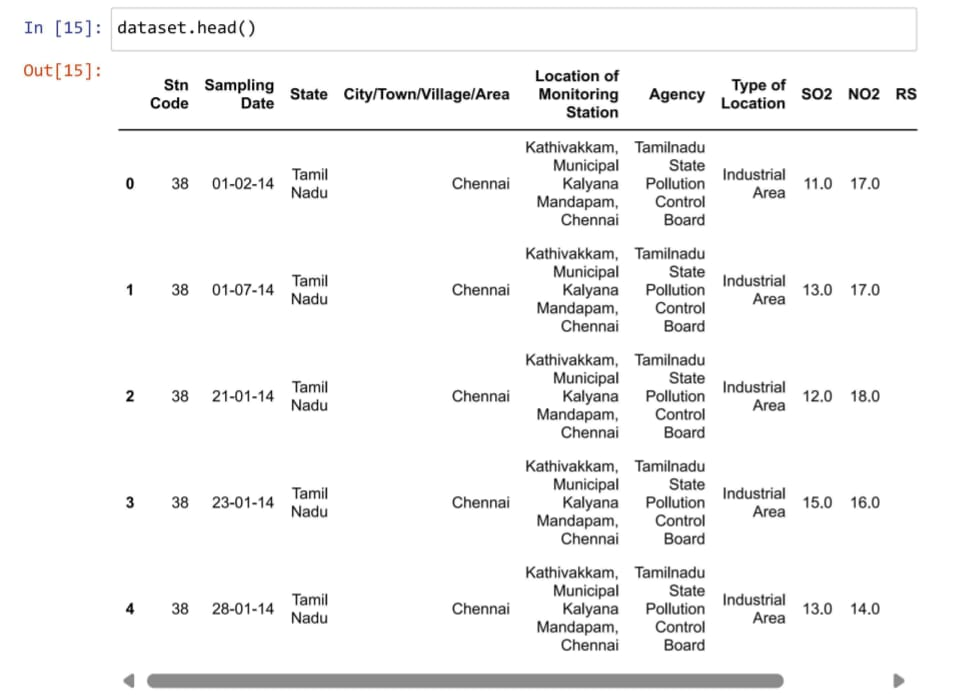 In [15]: dataset.head()
Out[15]:
Stn Code Sampling Date State City/Town/Village/Area Location of Monitoring Station Agency Type of Location SO2 NO2 RS
0 38 01-02-14 Tamil Nadu Chennai Kathivakkam, Municipal Kalyana Mandapam, Chennai Tamilnadu State Pollution Control Board Industrial Area 11.0 17.0
1 38 01-07-14 Tamil Nadu Chennai Kathivakkam, Municipal Kalyana Mandapam, Chennai Tamilnadu State Pollution Control Board Industrial Area 13.0 17.0
2 38 21-01-14 Tamil Nadu Chennai Kathivakkam, Municipal Kalyana Mandapam, Chennai Tamilnadu State Pollution Control Board Industrial Area 12.0 18.0
3 38 23-01-14 Tamil Nadu Chennai Kathivakkam, Municipal Kalyana Mandapam, Chennai Tamilnadu State Pollution Control Board Industrial Area 15.0 16.0
4 38 28-01-14 Tamil Nadu Chennai Kathivakkam, Municipal Kalyana Mandapam, Chennai Tamilnadu State Pollution Control Board Industrial Area 13.0 14.0